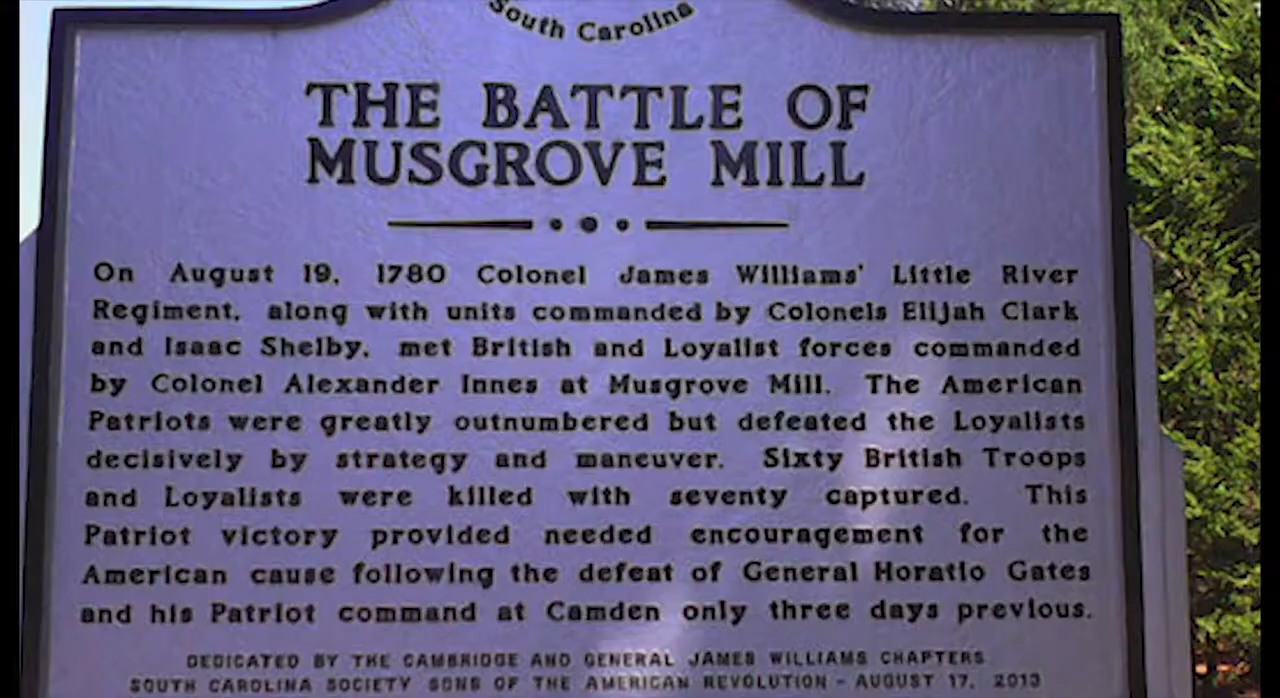 South Carolina
THE BATTLE OF
MUSGROVE MILL
On August 19, 1780 Colonel James Williams' Little River
Regiment, along with units commanded by Colonels Elijah Clark
and Isaac Shelby, met British and Loyalist forces commanded
by Colonel Alexander Innes at Musgrove Mill. The American
Patriots were greatly outnumbered but defeated the Loyalists
decisively by strategy and maneuver. Sixty British Troops
and Loyalists were killed with seventy captured. This
Patriot victory provided needed encouragement for the
American cause following the defeat of General Horatio Gates
and his Patriot command at Camden only three days previous.
DEDICATED BY THE CAMBRIDGE AND GENERAL JAMES WILLIAMS CHAPTERS
SOUTH CAROLINA SOCIETY SONS OF THE AMERICAN REVOLUTION - AUGUST 17, 2013